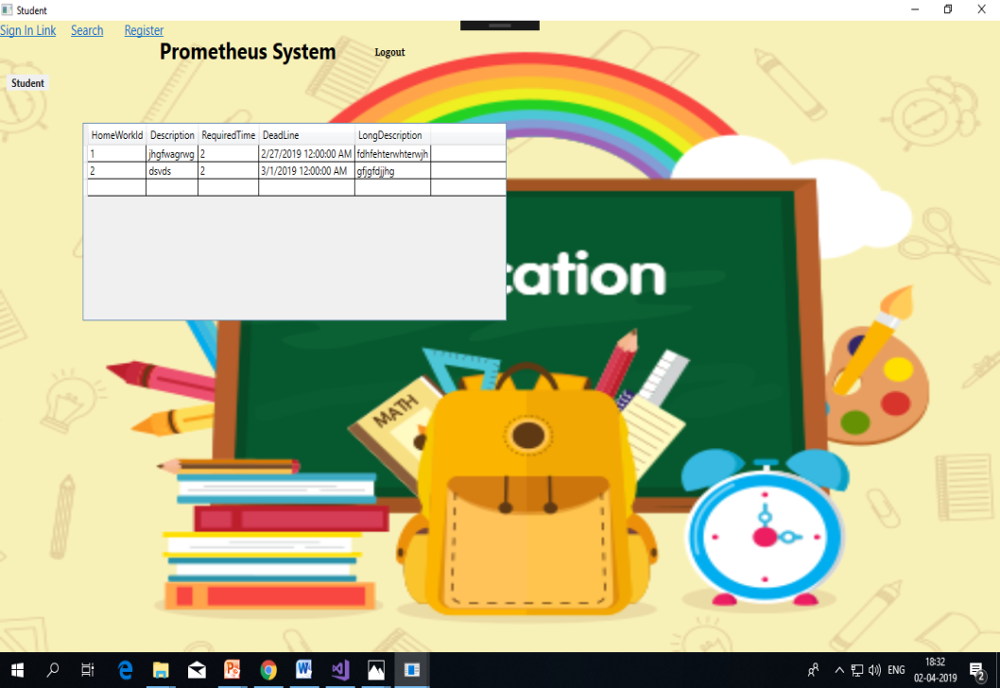 Student
Sign In Link Search Register
Prometheus System Logout
Student
HomeWorkId Description RequiredTime DeadLine LongDescription
1 jhgfwagrwg 2 2/27/2019 12:00:00 AM fdhfehterwhterwjh
2 dsvds 2 3/1/2019 12:00:00 AM gfjgfdjjhg
cation
MATH
18:32
ENG
02-04-2019
2